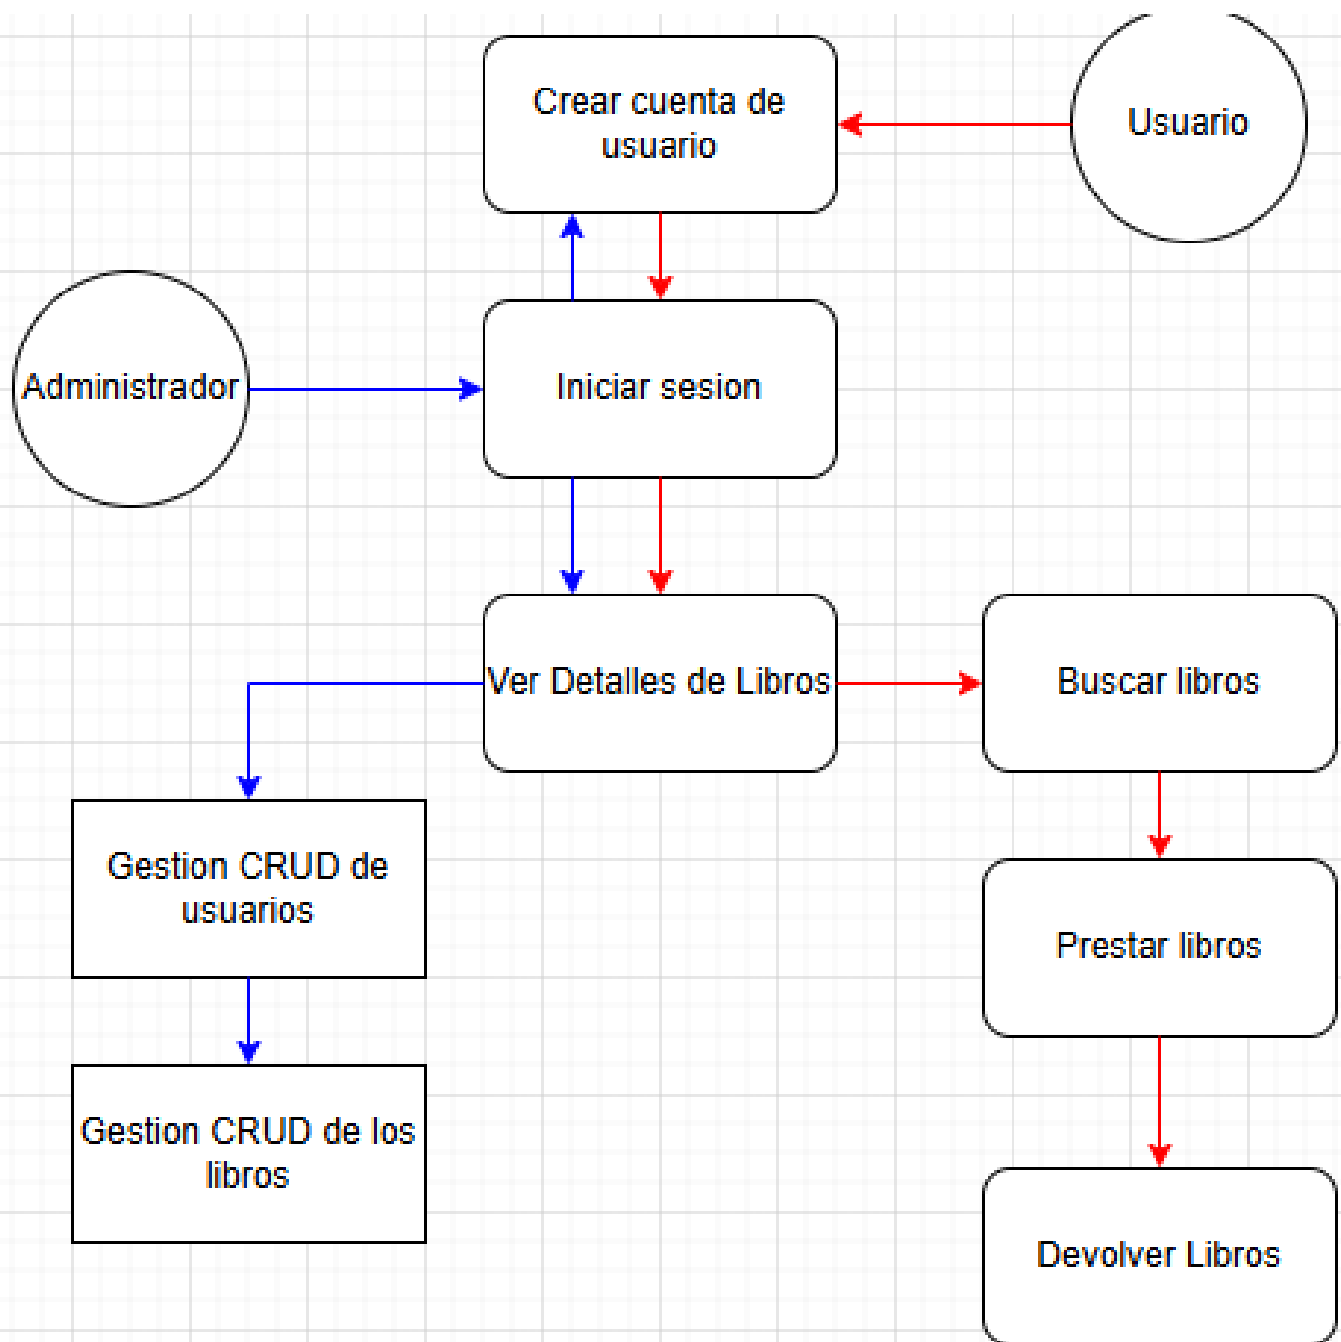 Crear cuenta de
usuario
Usuario
Administrador
Iniciar sesion
Ver Detalles de Libros
Buscar libros
Gestion CRUD de
usuarios
Prestar libros
Gestion CRUD de los
libros
Devolver Libros